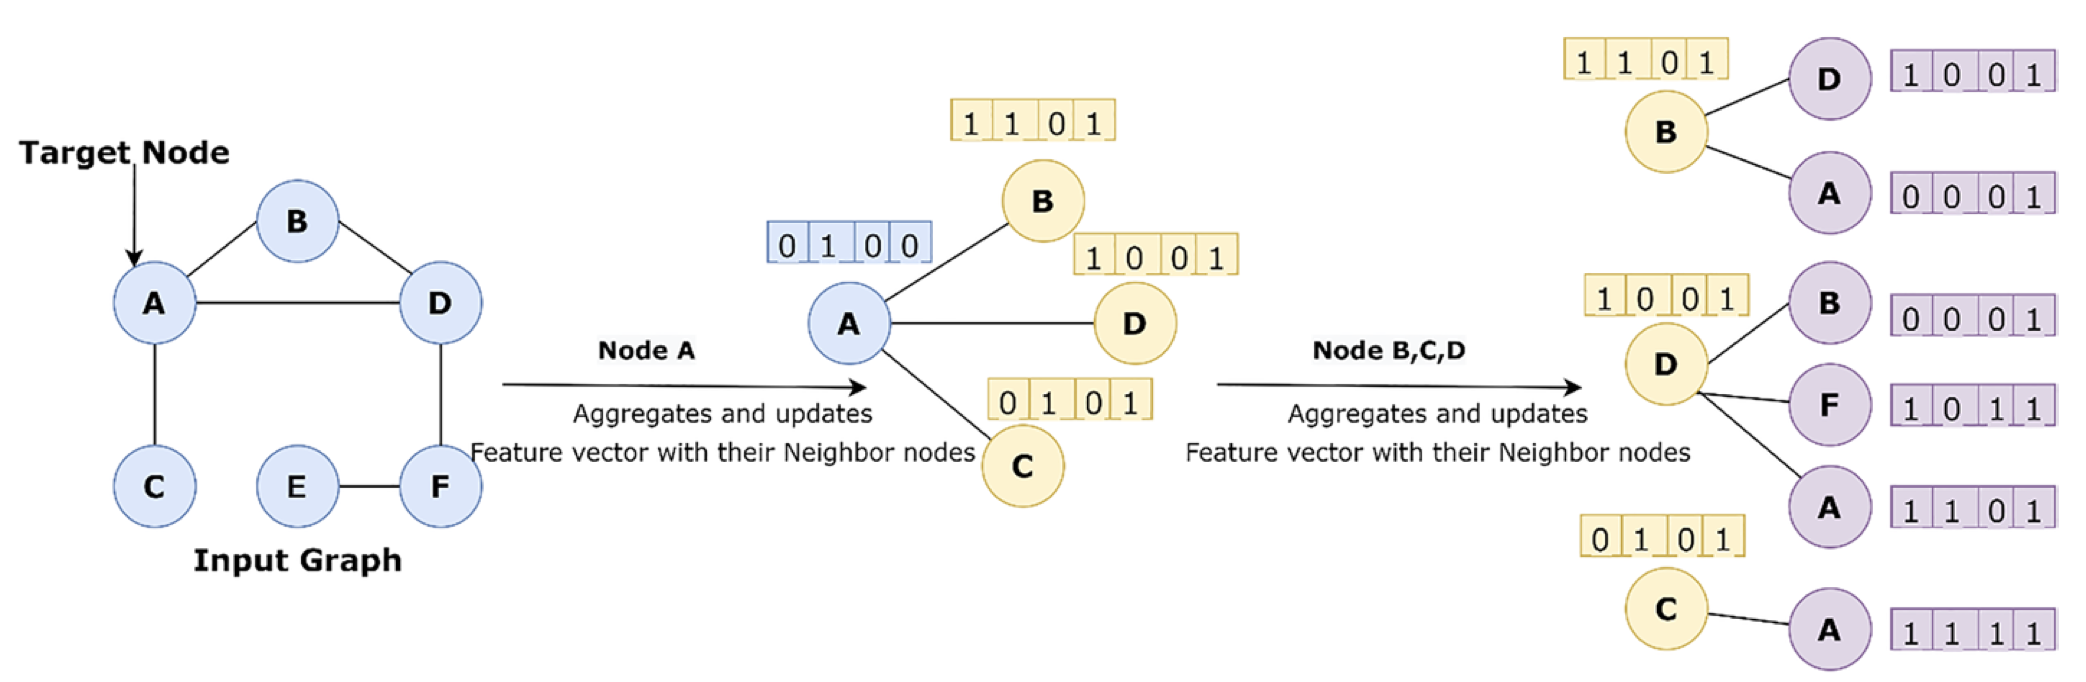 Target Node
B
A
D
C
E
F
Input Graph
Node A
Aggregates and updates
Feature vector with their Neighbor nodes
1 1 0 1
B
0 1 0 0
1 0 0 1
A
D
0 1 0 1
C
Node B,C,D
Aggregates and updates
Feature vector with their Neighbor nodes
1 1 0 1
B
D
1 0 0 1
A
0 0 0 1
1 0 0 1
D
B
0 0 0 1
F
1 0 1 1
A
1 1 0 1
0 1 0 1
C
A
1 1 1 1